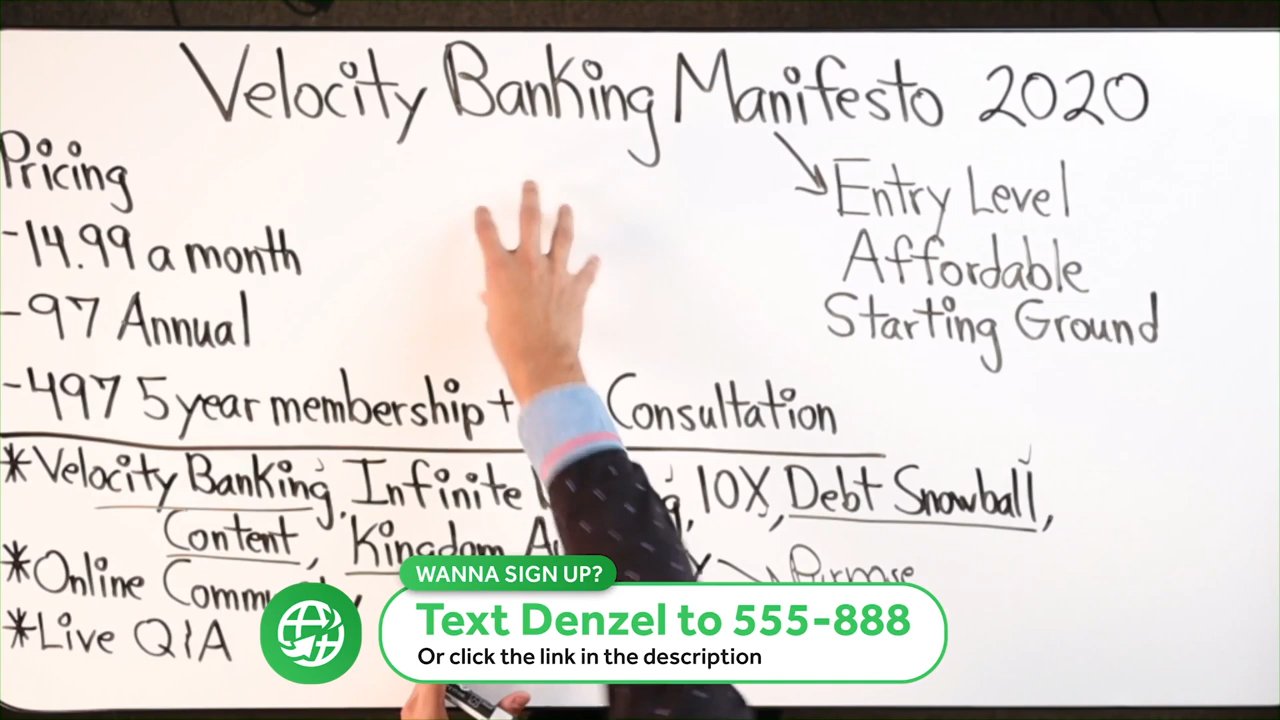 Velocity Banking Manifesto 2020
Pricing
-14.99 a month
-97 Annual
-497 5 year membership + Consultation
Entry Level
Affordable
Starting Ground
*Velocity Banking, Infinite 10X, Debt Snowball,
Content, Kingdom
*Online
*Live Q1A
WANNA SIGN UP?
Text Denzel to 555-888
Or click the link in the description